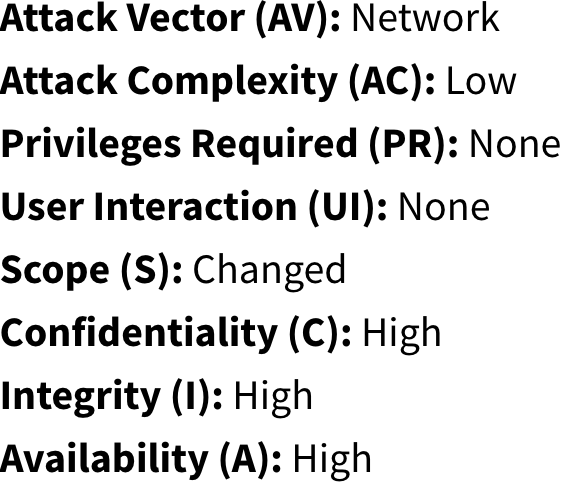 Attack Vector (AV): Network
Attack Complexity (AC): Low
Privileges Required (PR): None
User Interaction (UI): None
Scope (S): Changed
Confidentiality (C): High
Integrity (I): High
Availability (A): High